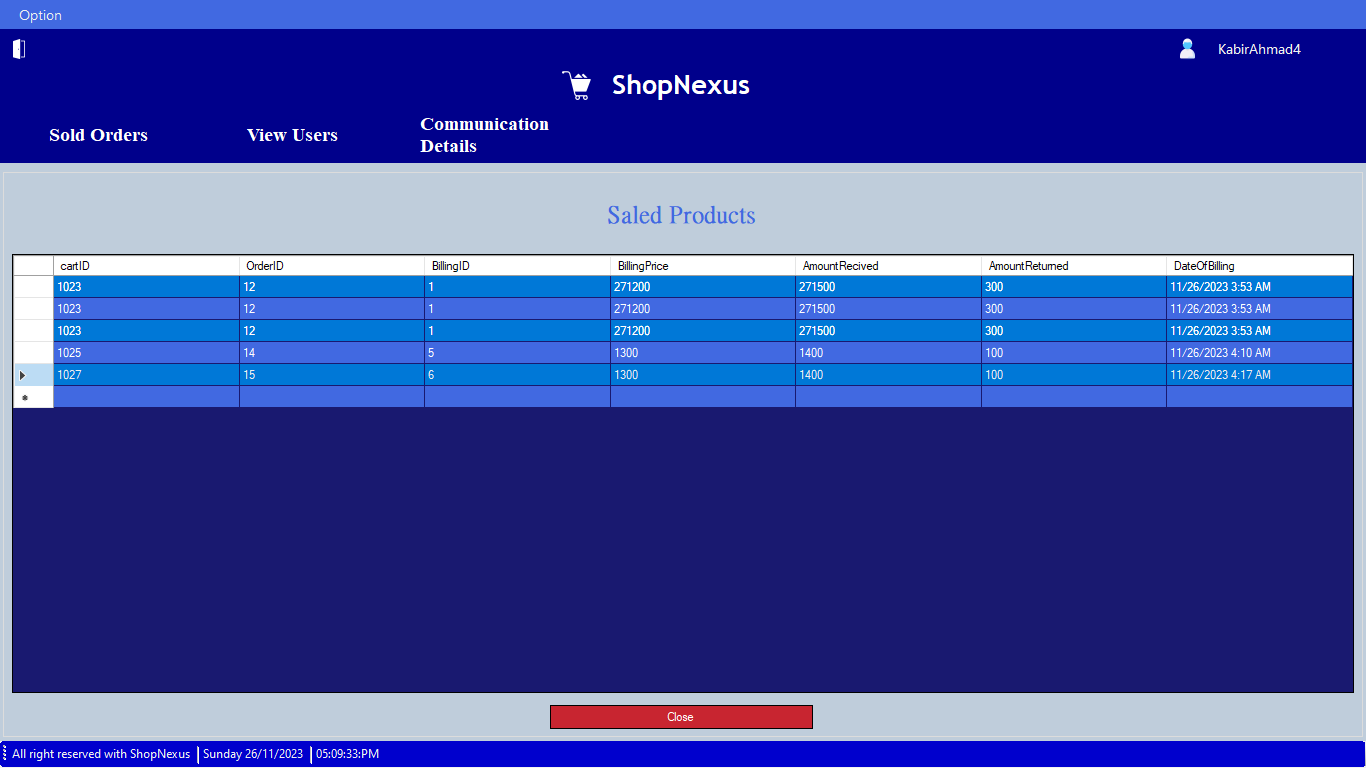 Option
KabirAhmad4
ShopNexus
Sold Orders View Users Communication Details
Saled Products
cartID OrderID BillingID BillingPrice AmountRecived AmountReturned DateOfBilling
1023 12 1 271200 271500 300 11/26/2023 3:53 AM
1023 12 1 271200 271500 300 11/26/2023 3:53 AM
1023 12 1 271200 271500 300 11/26/2023 3:53 AM
1025 14 5 1300 1400 100 11/26/2023 4:10 AM
1027 15 6 1300 1400 100 11/26/2023 4:17 AM
Close
All right reserved with ShopNexus Sunday 26/11/2023 05:09:33:PM